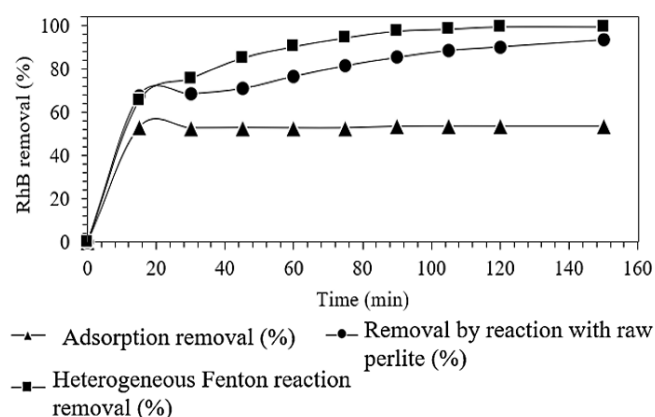 100
80
60
40
20
0
RhB removal (%)
0 20 40 60 80 100 120 140 160
Time (min)
Adsorption removal (%)
Removal by reaction with raw
perlite (%)
Heterogeneous Fenton reaction
removal (%)